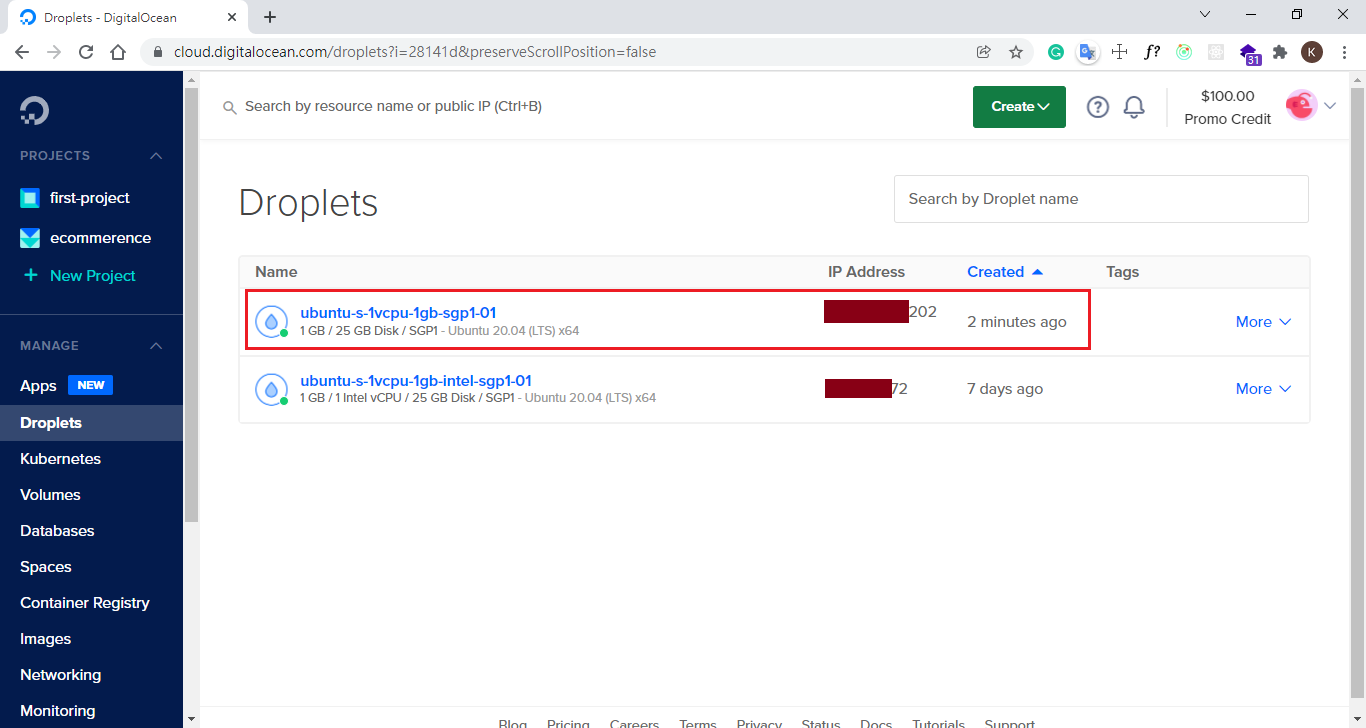 Droplets - DigitalOcean
cloud.digitalocean.com/droplets?i=28141d&preserveScrollPosition=false
f?
31
K
PROJECTS
first-project
ecommerence
+ New Project
MANAGE
Apps NEW
Droplets
Kubernetes
Volumes
Databases
Spaces
Container Registry
Images
Networking
Monitoring
Search by resource name or public IP (Ctrl+B)
Create
?
$100.00
Promo Credit
Droplets
Search by Droplet name
Name IP Address Created Tags
ubuntu-s-1vcpu-1gb-sgp1-01
1 GB / 25 GB Disk / SGP1 - Ubuntu 20.04 (LTS) x64
202
2 minutes ago
More
ubuntu-s-1vcpu-1gb-intel-sgp1-01
1 GB / 1 Intel vCPU / 25 GB Disk / SGP1 - Ubuntu 20.04 (LTS) x64
72
7 days ago
More
Blog Pricing Careers Terms Privacy Status Docs Tutorials Support